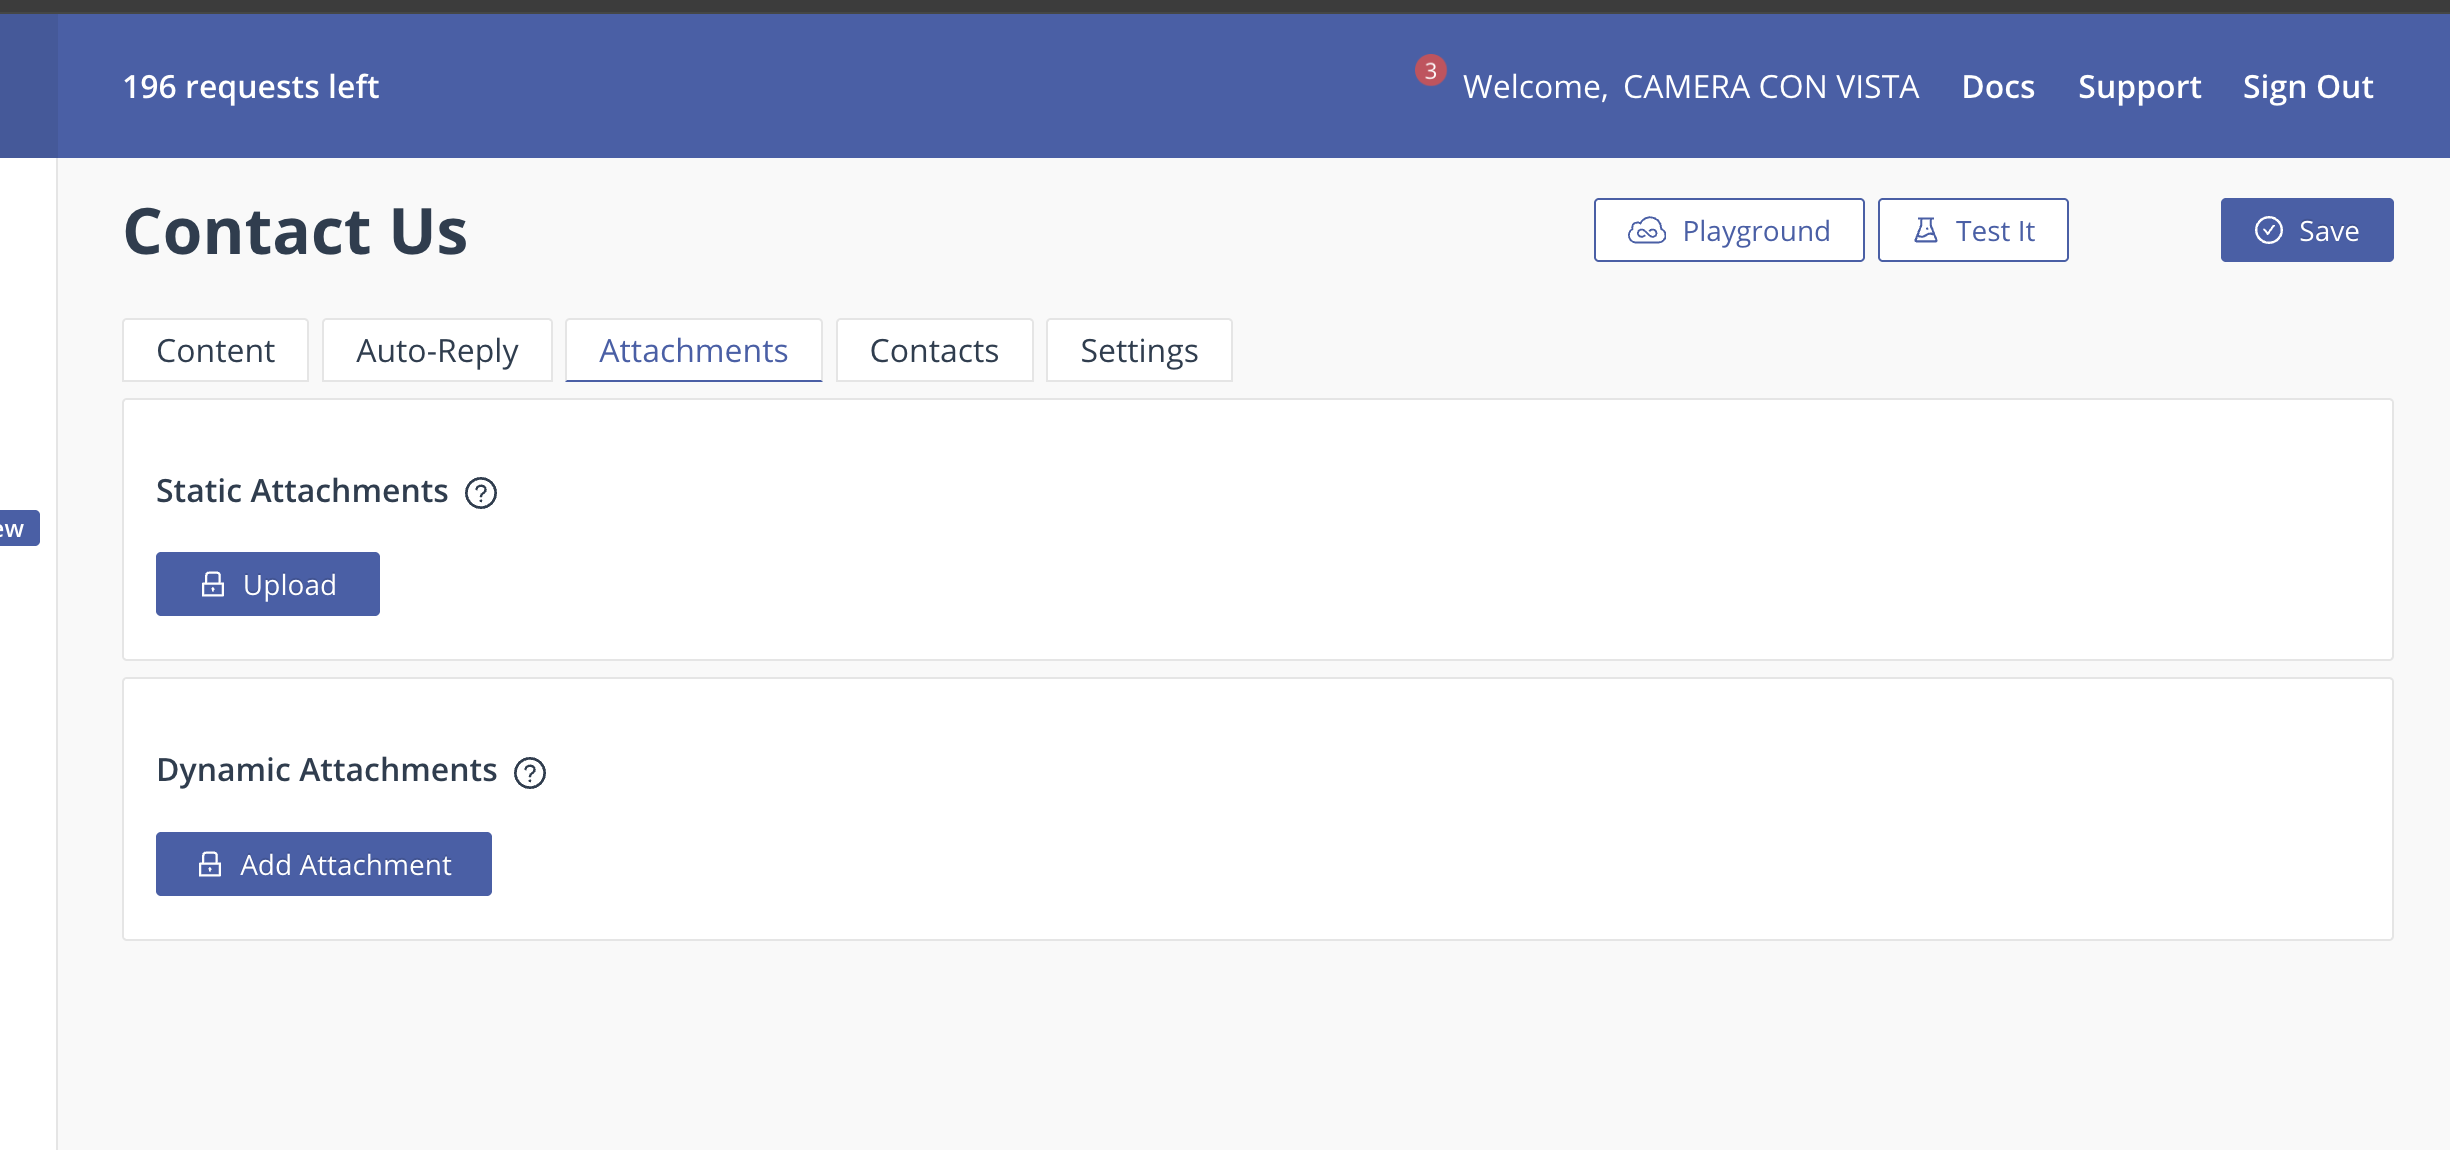 196 requests left
3 Welcome, CAMERA CON VISTA Docs Support Sign Out
Contact Us
Playground Test It Save
Content Auto-Reply Attachments Contacts Settings
Static Attachments ?
ew
Upload
Dynamic Attachments ?
Add Attachment